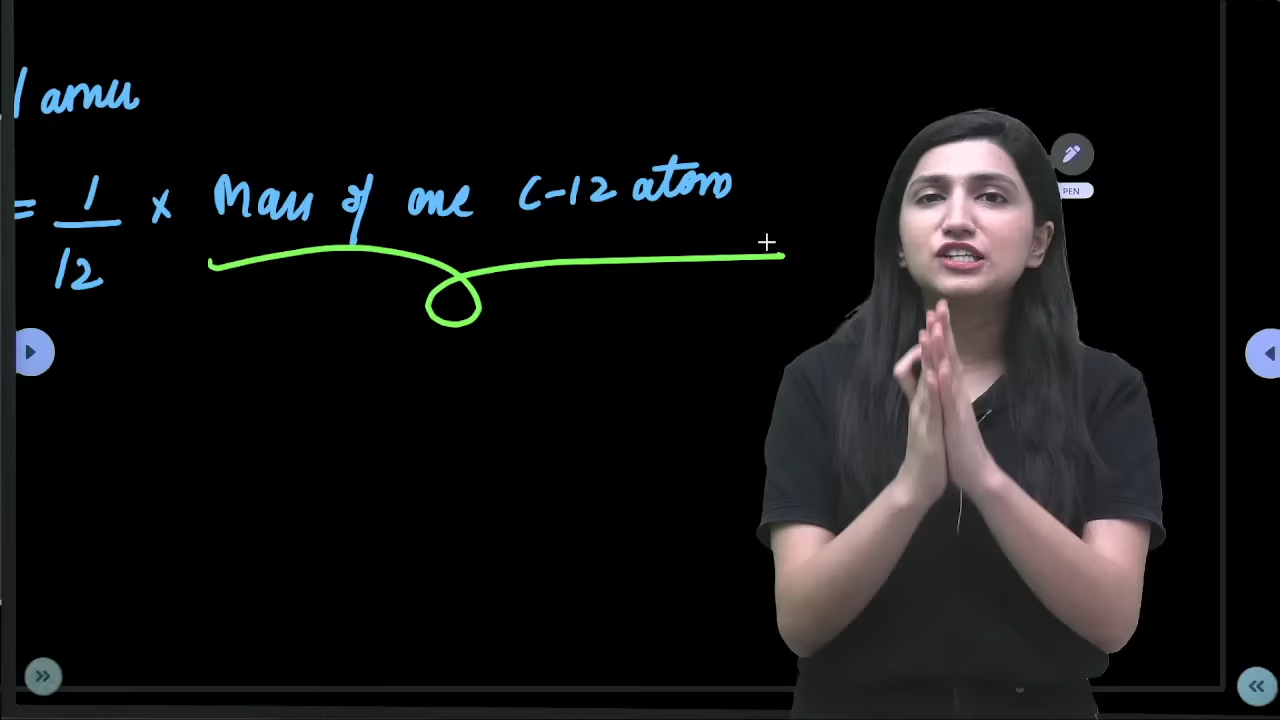 1 amu
= 1/12 × Mass of one C-12 atom
PEN